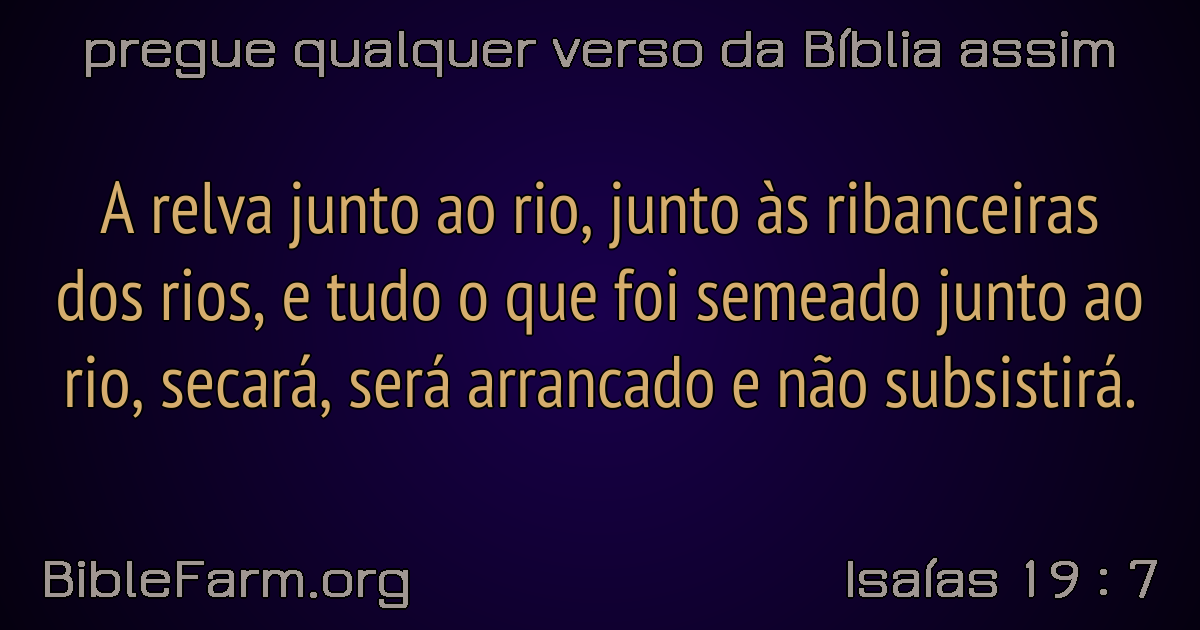 pregue qualquer verso da Bíblia assim
A relva junto ao rio, junto às ribanceiras
dos rios, e tudo o que foi semeado junto ao
rio, secará, será arrancado e não subsistirá.
BibleFarm.org
Isaías 19 : 7